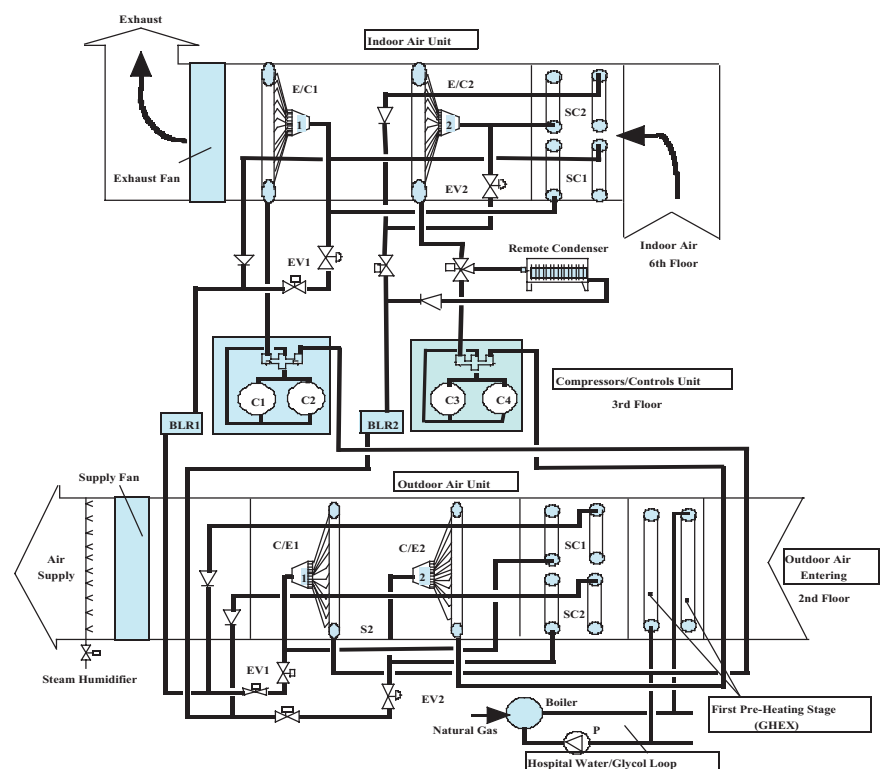 Exhaust
Indoor Air Unit
E/C1
E/C2
1
2
SC2
SC1
Exhaust Fan
EV2
Remote Condenser
Indoor Air
6th Floor
EV1
Compressors/Controls Unit
3rd Floor
C1
C2
C3
C4
BLR1
BLR2
Supply Fan
Outdoor Air Unit
Air
Supply
C/E1
C/E2
1
2
SC1
SC2
Outdoor Air
Entering
2nd Floor
S2
EV1
EV2
Steam Humidifier
Boiler
Natural Gas
P
First Pre-Heating Stage
(GHEX)
Hospital Water/Glycol Loop